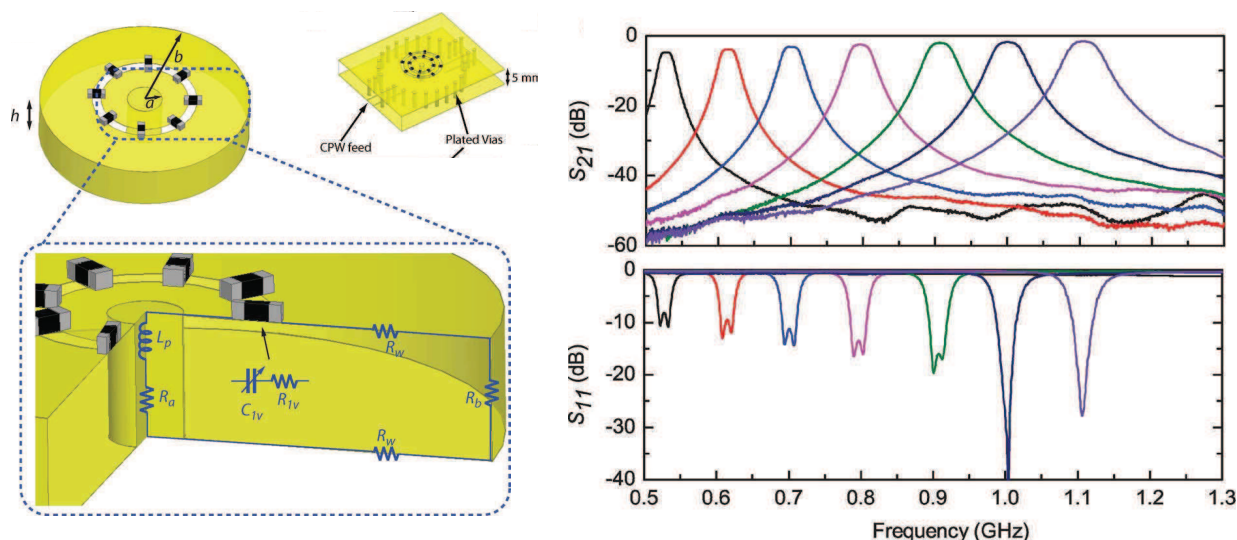 b
a
h
5 mm
CPW feed
Plated Vias
L_p
R_a
C_1v
R_1v
R_w
R_b
R_w
S_21 (dB)
0
-20
-40
-60
S_11 (dB)
0
-10
-20
-30
-40
0.5 0.6 0.7 0.8 0.9 1.0 1.1 1.2 1.3
Frequency (GHz)